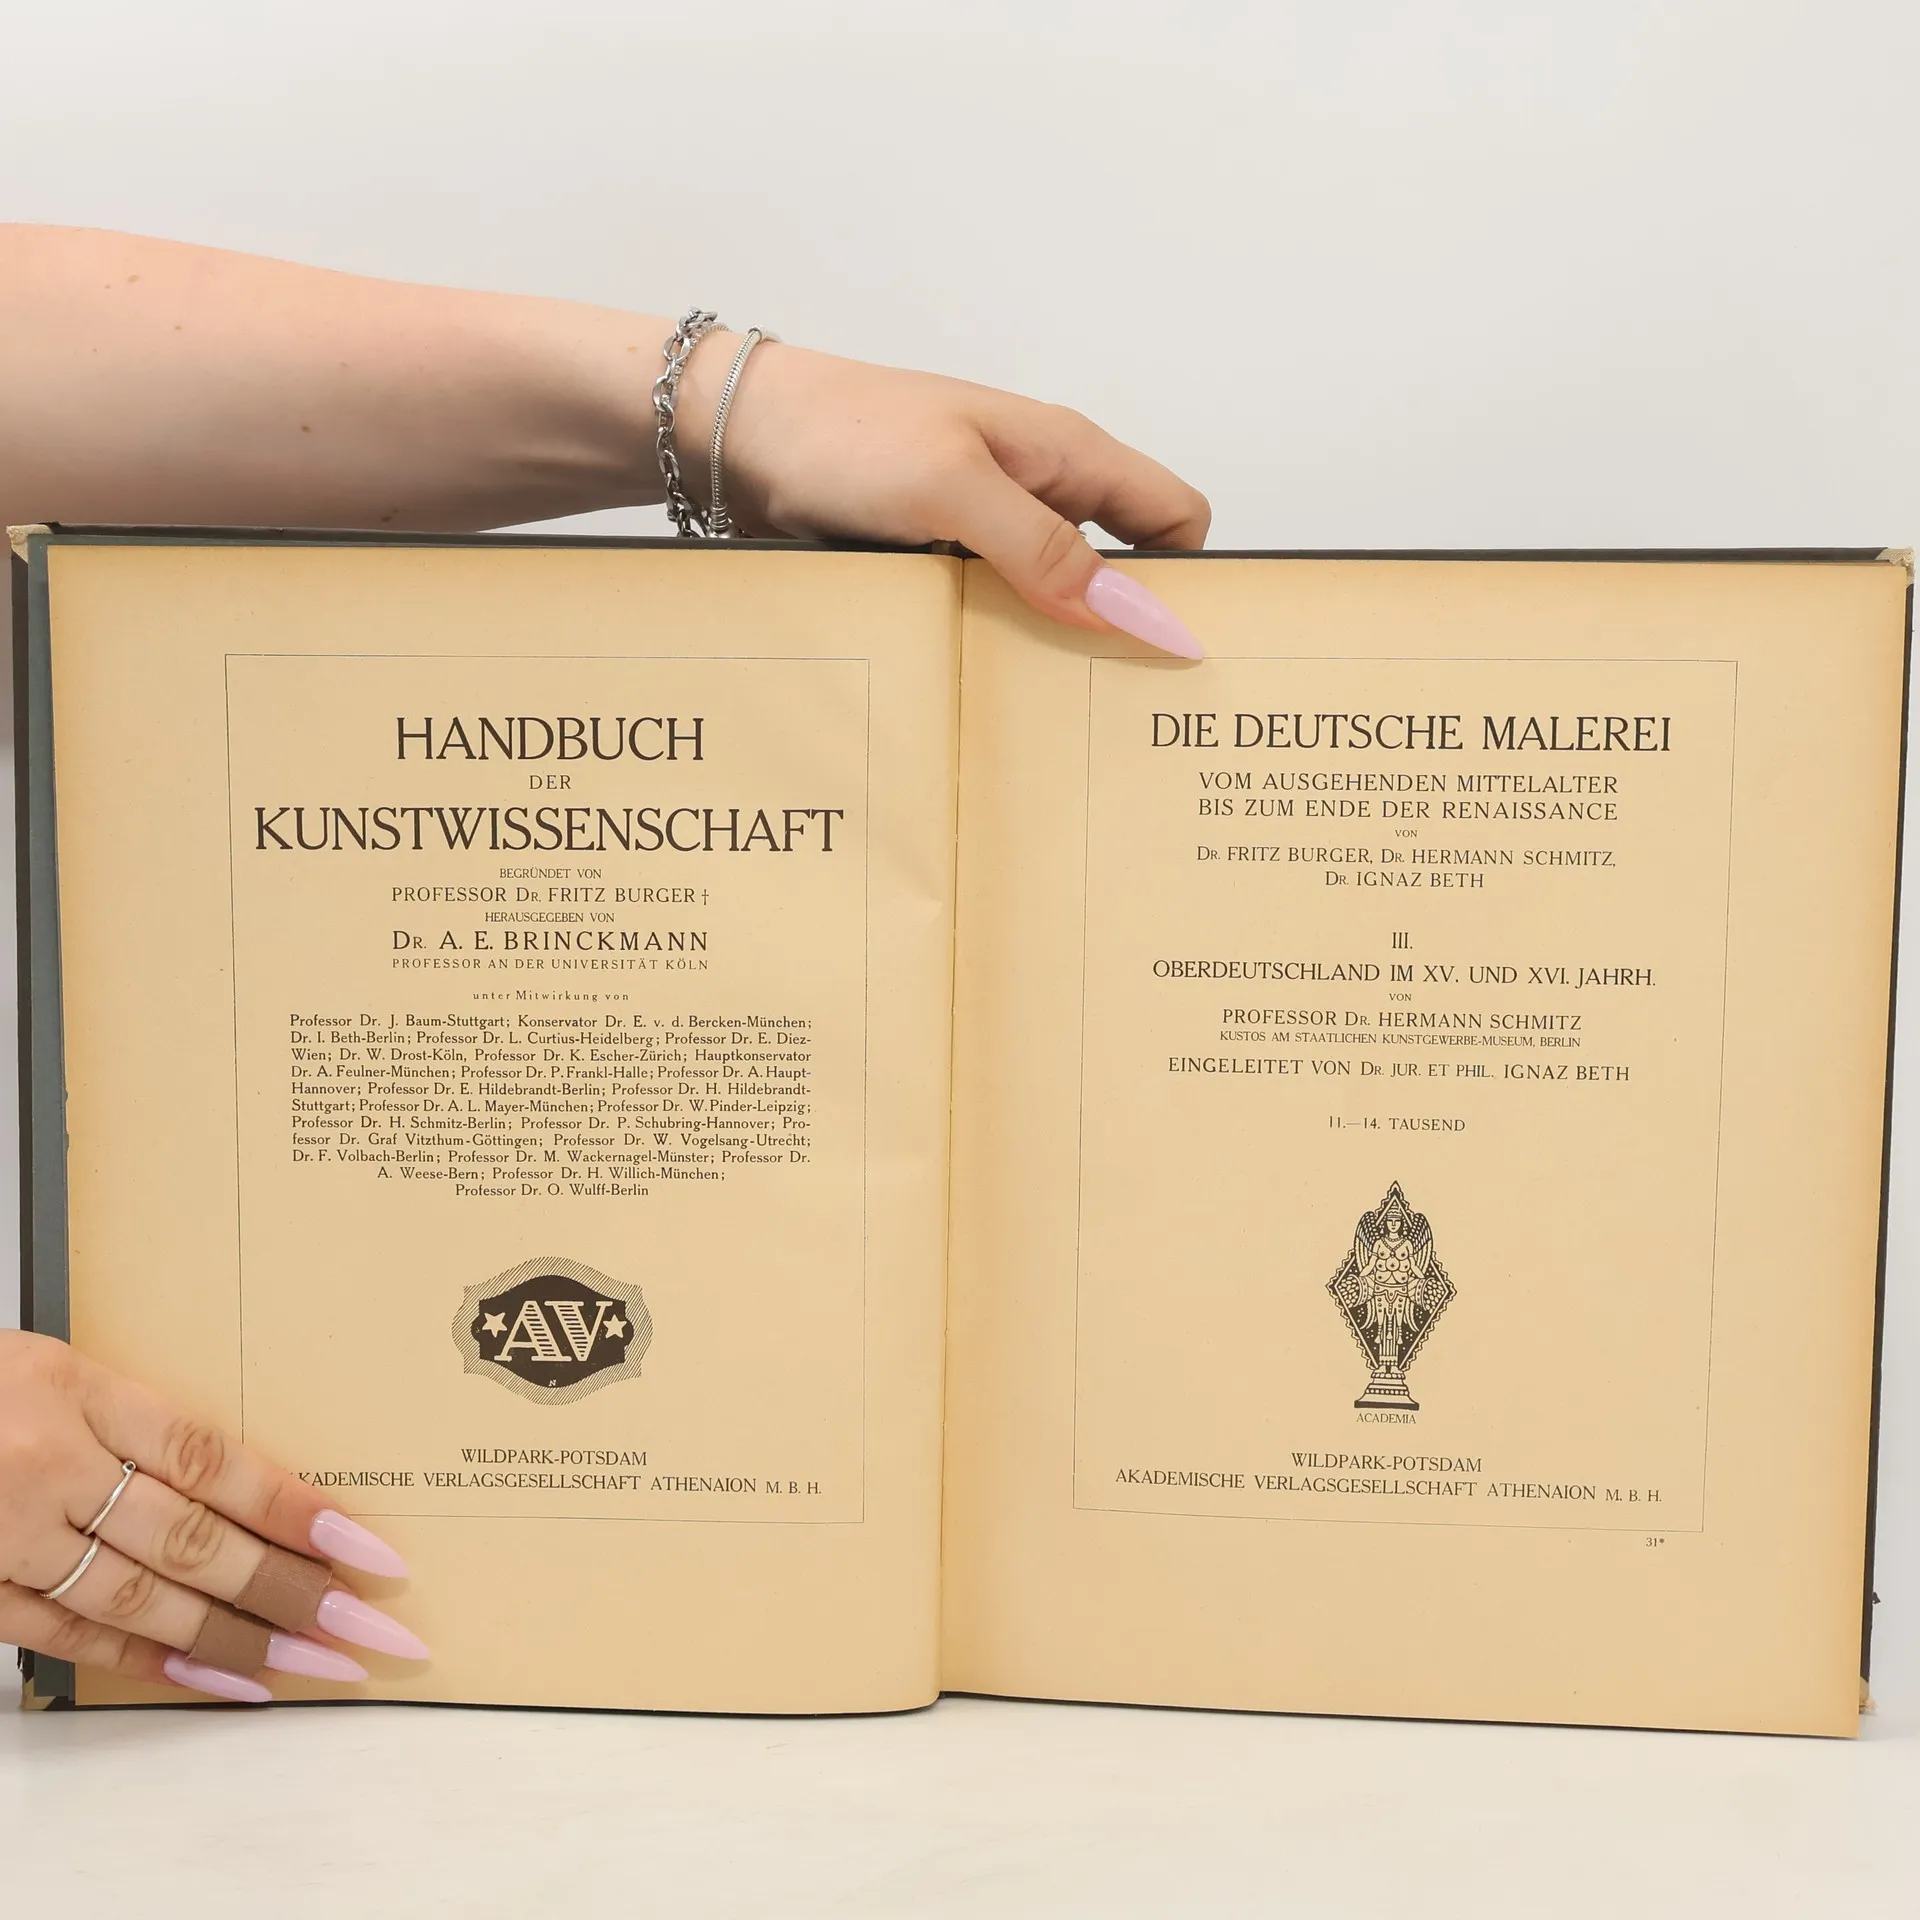 HANDBUCH
DER
KUNSTWISSENSCHAFT
BEGRÜNDET VON
PROFESSOR DR. FRITZ BURGER †
HERAUSGEGEBEN VON
DR. A. E. BRINCKMANN
PROFESSOR AN DER UNIVERSITÄT KÖLN
unter Mitwirkung von
Professor Dr. J. Baum-Stuttgart; Konservator Dr. E. v. d. Bercken-München;
Dr. I. Beth-Berlin; Professor Dr. L. Curtius-Heidelberg; Professor Dr. E. Diez-
Wien; Dr. W. Drost-Köln, Professor Dr. K. Escher-Zürich; Hauptkonservator
Dr. A. Feulner-München; Professor Dr. P. Frankl-Halle; Professor Dr. A. Haupt-
Hannover; Professor Dr. E. Hildebrandt-Berlin; Professor Dr. H. Hildebrandt-
Stuttgart; Professor Dr. A. L. Mayer-München; Professor Dr. W. Pinder-Leipzig;
Professor Dr. H. Schmitz-Berlin; Professor Dr. P. Schubring-Hannover; Pro-
fessor Dr. Graf Vitzthum-Göttingen; Professor Dr. W. Vogelsang-Utrecht;
Dr. F. Volbach-Berlin; Professor Dr. M. Wackernagel-Münster; Professor Dr.
A. Weese-Bern; Professor Dr. H. Willich-München;
Professor Dr. O. Wulff-Berlin
AV
N
WILDPARK-POTSDAM
AKADEMISCHE VERLAGSGESELLSCHAFT ATHENAION M. B. H.
DIE DEUTSCHE MALEREI
VOM AUSGEHENDEN MITTELALTER
BIS ZUM ENDE DER RENAISSANCE
VON
DR. FRITZ BURGER, DR. HERMANN SCHMITZ,
DR. IGNAZ BETH
III.
OBERDEUTSCHLAND IM XV. UND XVI. JAHRH.
VON
PROFESSOR DR. HERMANN SCHMITZ
KUSTOS AM STAATLICHEN KUNSTGEWERBE-MUSEUM, BERLIN
EINGELEITET VON DR. JUR. ET PHIL. IGNAZ BETH
11.—14. TAUSEND
ACADEMIA
WILDPARK-POTSDAM
AKADEMISCHE VERLAGSGESELLSCHAFT ATHENAION M. B. H.
31*